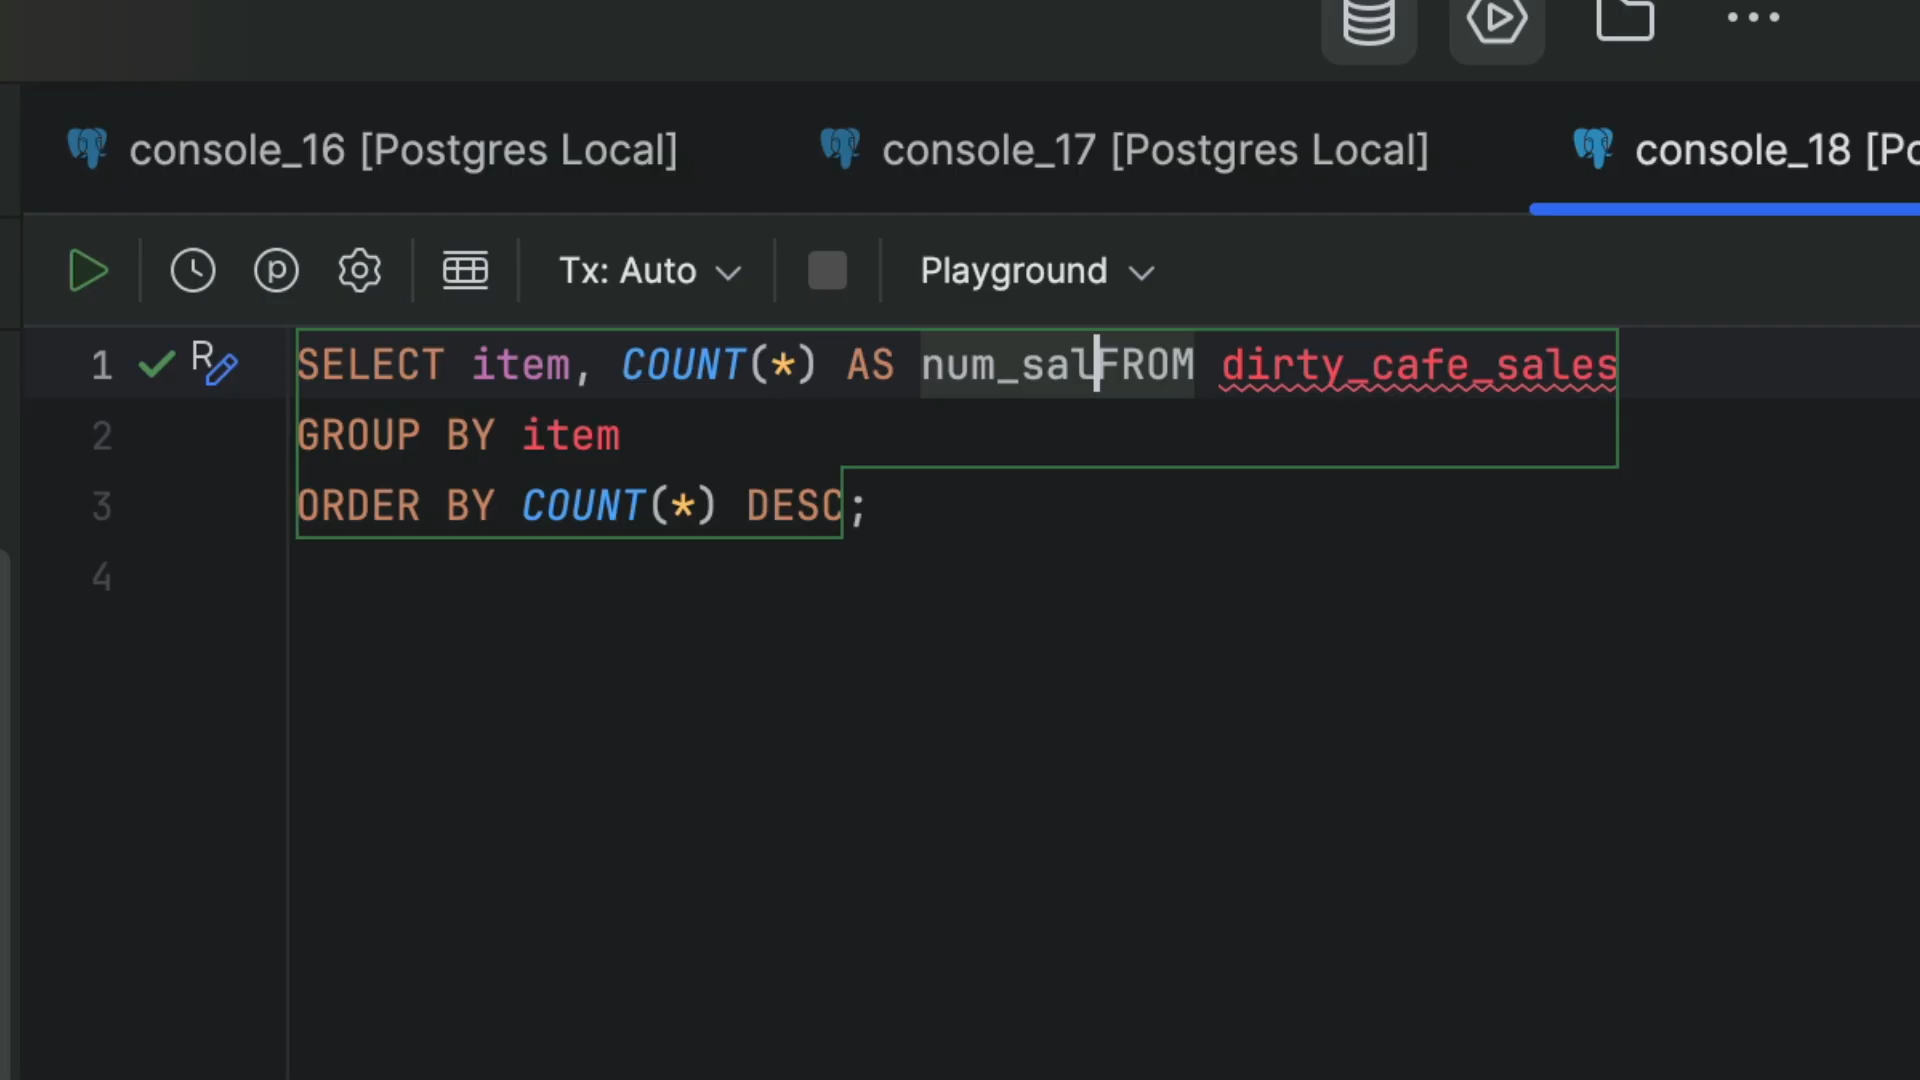 console_16 [Postgres Local]
console_17 [Postgres Local]
console_18 [Po
Tx: Auto
Playground
1 SELECT item, COUNT(*) AS num_salFROM dirty_cafe_sales
2 GROUP BY item
3 ORDER BY COUNT(*) DESC;
4